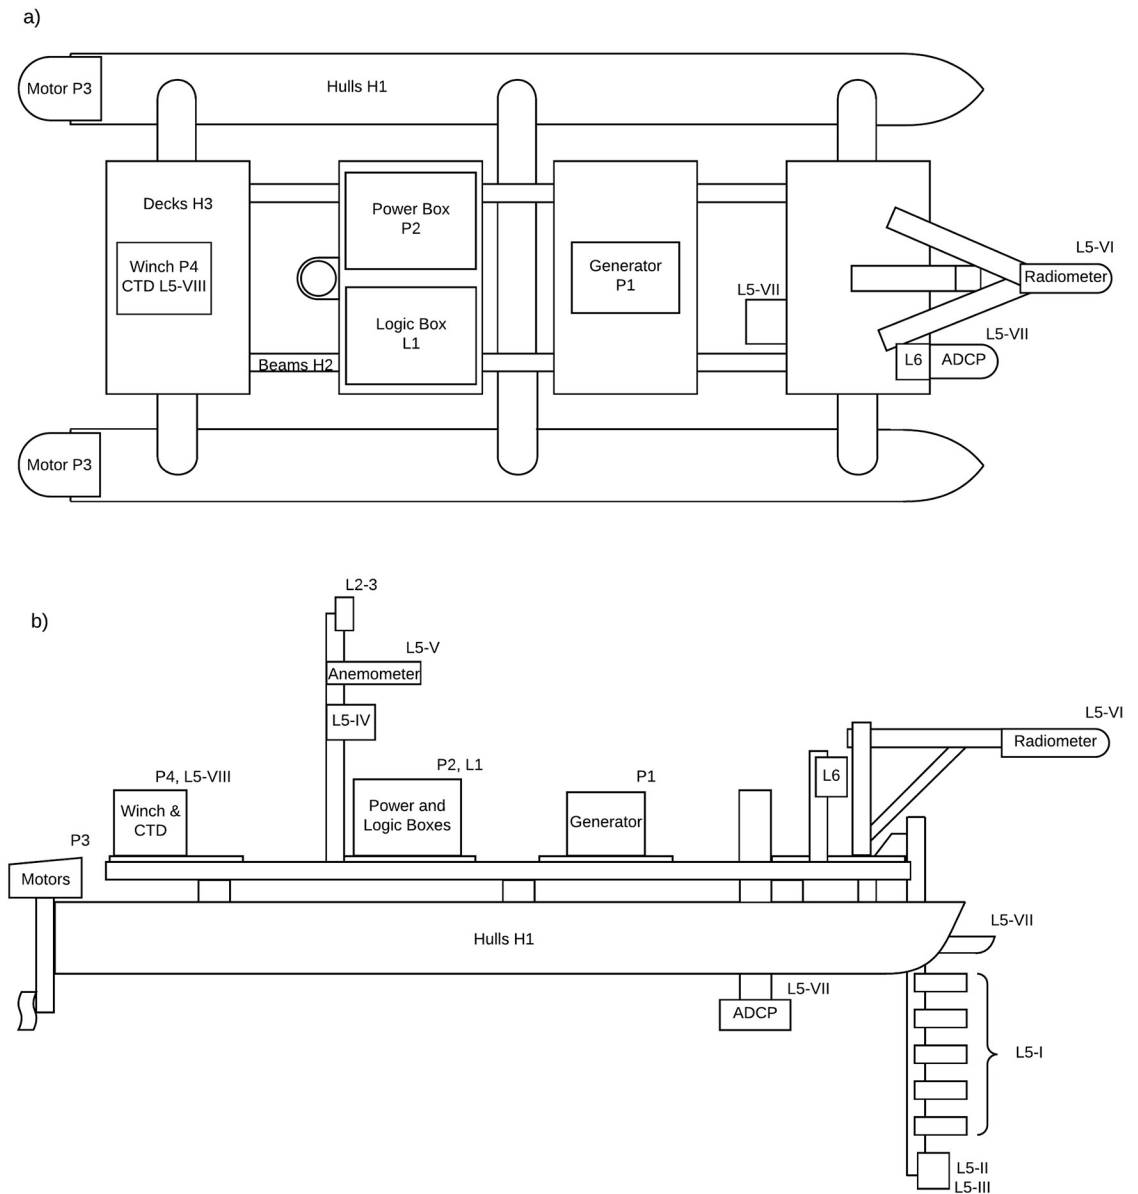 a)
Motor P3
Hulls H1
Decks H3
Winch P4
CTD L5-VIII
Beams H2
Power Box
P2
Logic Box
L1
Generator
P1
L5-VII
L5-VI
Radiometer
L5-VII
L6
ADCP
Motor P3
b)
L2-3
L5-V
Anemometer
L5-IV
P4, L5-VIII
Winch &
CTD
P2, L1
Power and
Logic Boxes
P1
Generator
L6
L5-VI
Radiometer
P3
Motors
Hulls H1
L5-VII
L5-VII
ADCP
L5-I
L5-II
L5-III